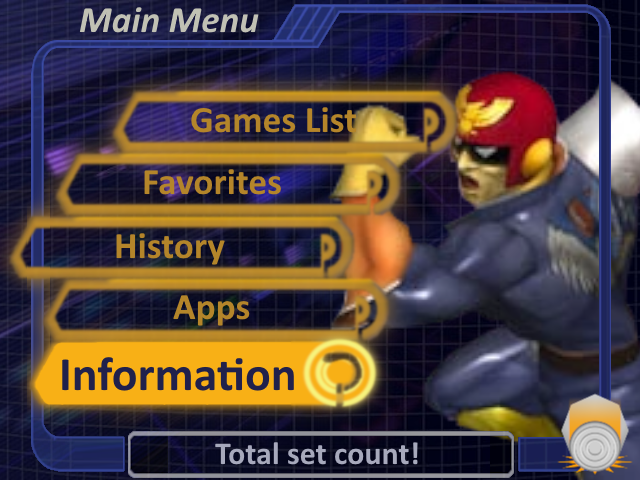 Main Menu
Games List
Favorites
History
Apps
Information
Total set count!